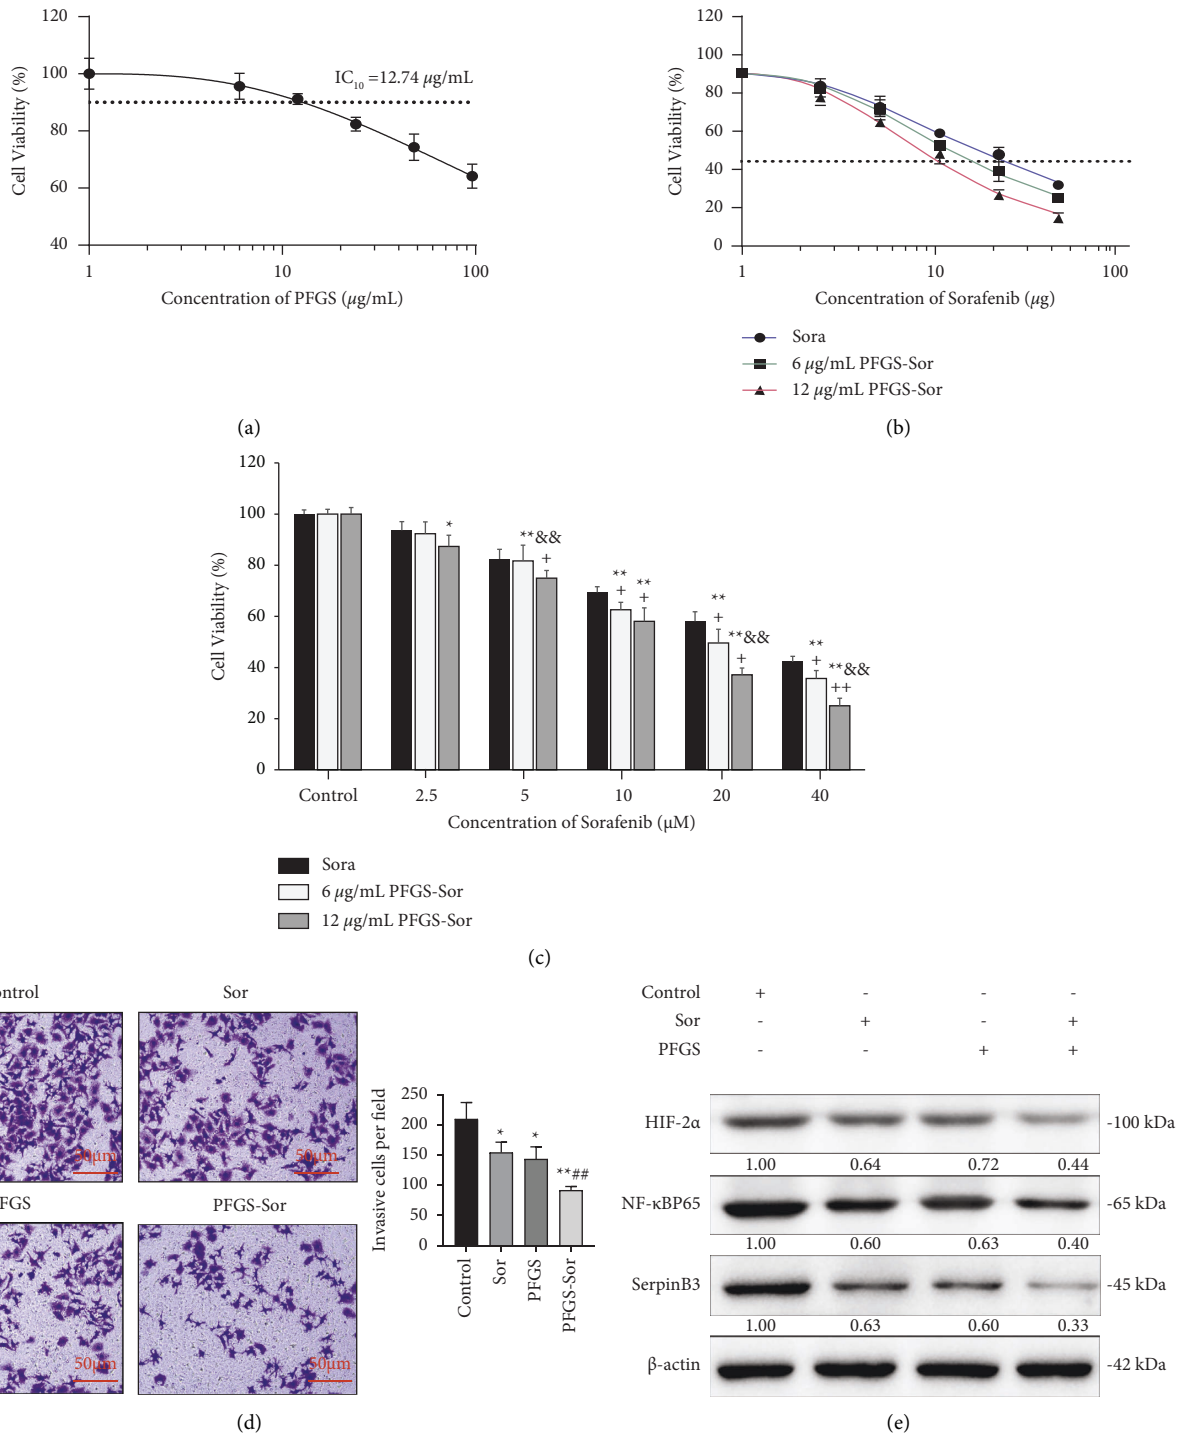 120
100
80
60
40
Cell Viability (%)
IC10 =12.74 µg/mL
1 10 100
Concentration of PFGS (µg/mL)
(a)
120
100
80
60
40
20
0
Cell Viability (%)
1 10 100
Concentration of Sorafenib (µg)
Sora
6 µg/mL PFGS-Sor
12 µg/mL PFGS-Sor
(b)
120
100
80
60
40
20
0
Cell Viability (%)
*
**&&
+
**
+
**
+
**
+
**&&
+
**
+
**&&
++
Control 2.5 5 10 20 40
Concentration of Sorafenib (µM)
Sora
6 µg/mL PFGS-Sor
12 µg/mL PFGS-Sor
(c)
ontrol Sor
50µm 50µm
FGS PFGS-Sor
50µm 50µm
250
200
150
100
50
0
Invasive cells per field
* * **##
Control Sor PFGS PFGS-Sor
(d)
Control + - - -
Sor - + - +
PFGS - - + +
HIF-2α -100 kDa
1.00 0.64 0.72 0.44
NF-κBP65 -65 kDa
1.00 0.60 0.63 0.40
SerpinB3 -45 kDa
1.00 0.63 0.60 0.33
β-actin -42 kDa
(e)